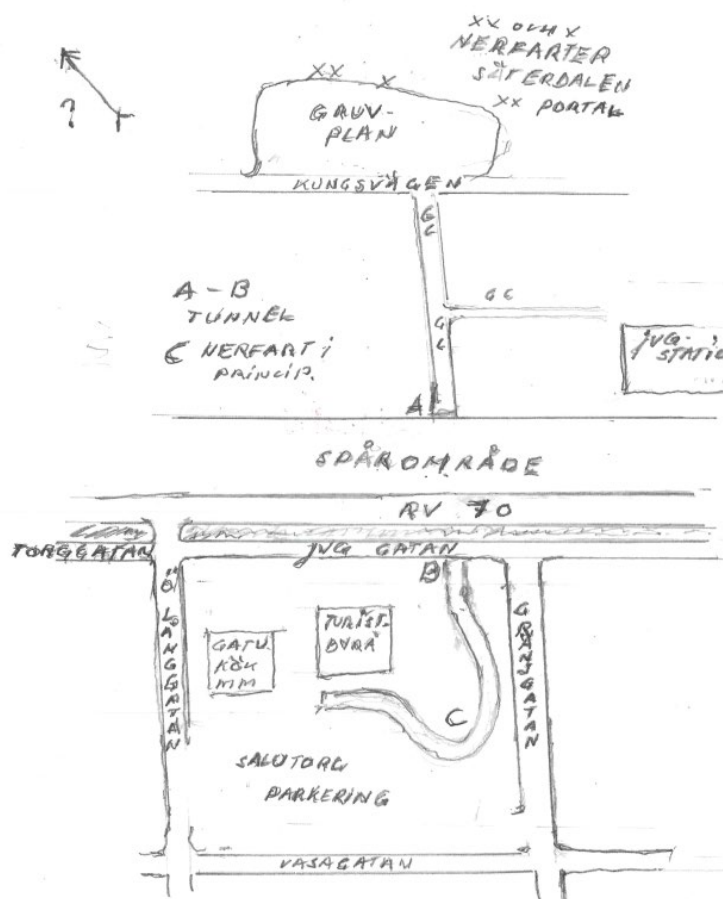 XX OCH X
NERFARTER
SÄTERDALEN
XX PORTAL
?
XX X
GRUV-
PLAN
KUNGSVÄGEN
GC
GC
GC
A - B
TUNNEL
C NERFART i
PRINCIP.
JVG-
STATIO
A
SPÅROMRÅDE
RV 70
TORGGATAN
JVG GATAN
B
Ö LÅNGGATAN
GATU.
KÖK
MM
TURIST-
BYRÅ
GRÄNJGATAN
C
SALUTORG
PARKERING
VASAGATAN